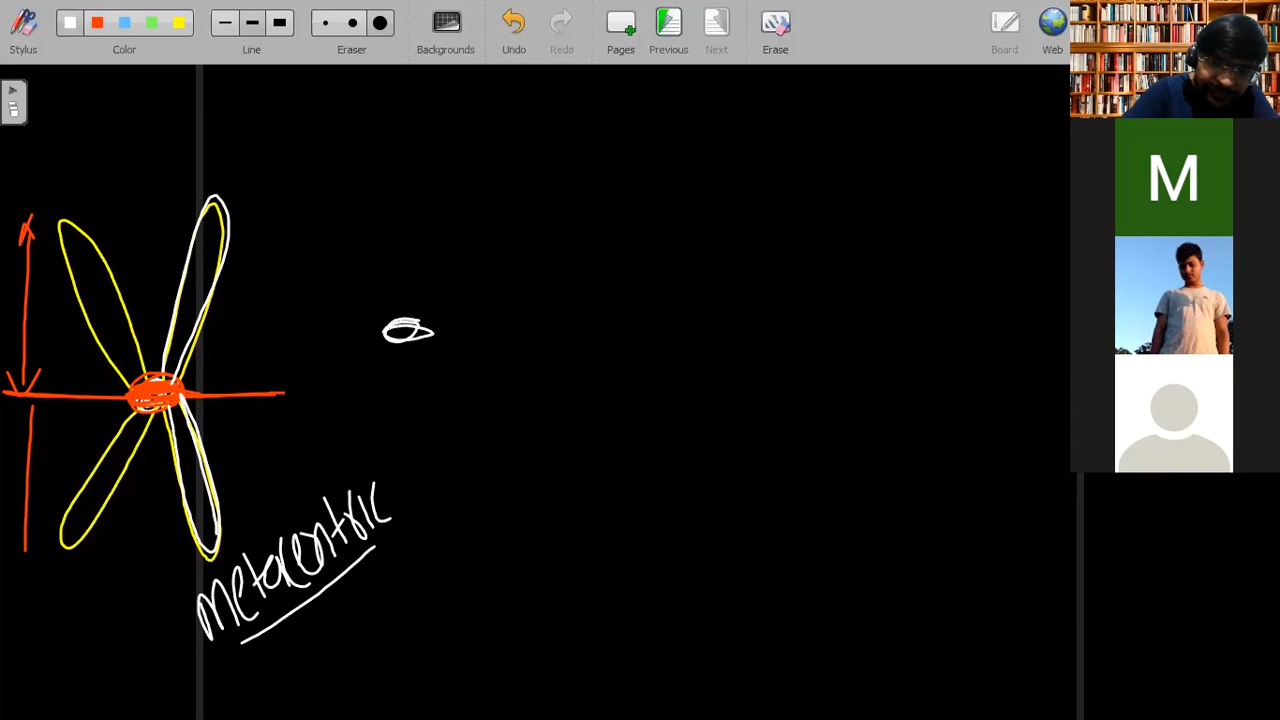 Stylus
Color
Line
Eraser
Backgrounds
Undo
Redo
Pages
Previous
Next
Erase
Board
Web
M
Metacentric